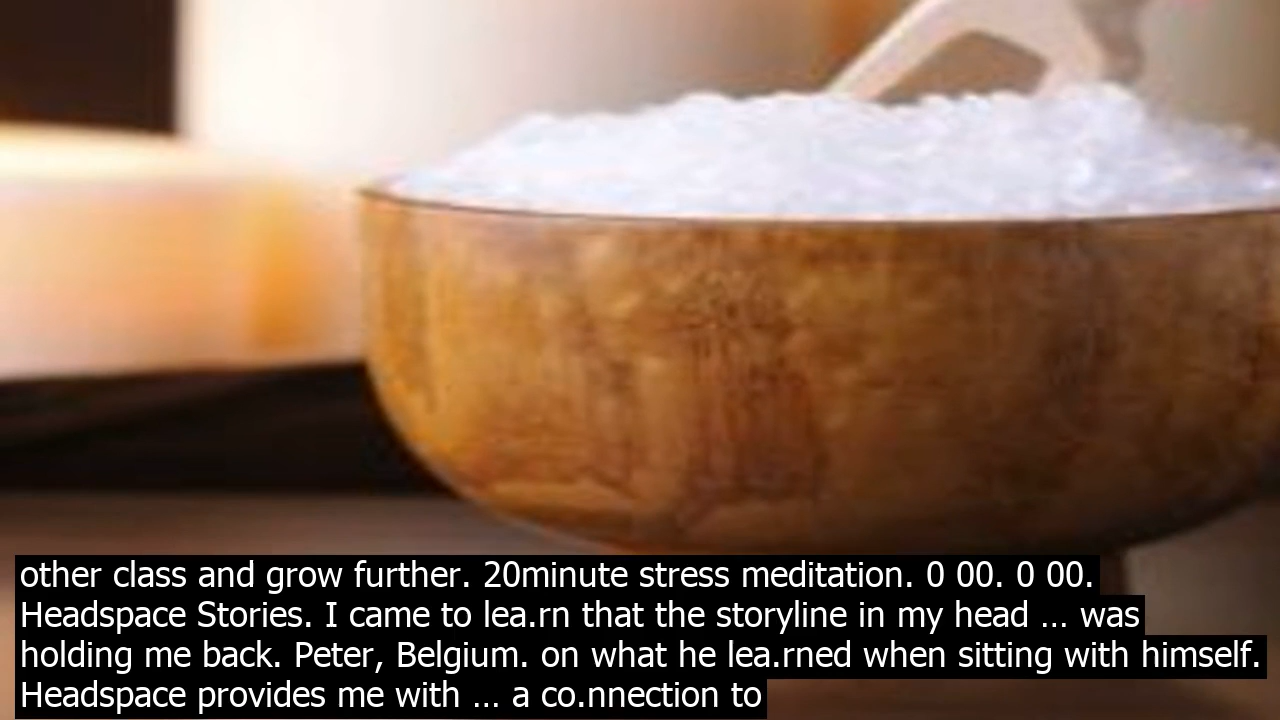 other class and grow further. 20minute stress meditation. 0 00. 0 00.
Headspace Stories. I came to lea.rn that the storyline in my head ... was
holding me back. Peter, Belgium. on what he lea.rned when sitting with himself.
Headspace provides me with ... a co.nnection to